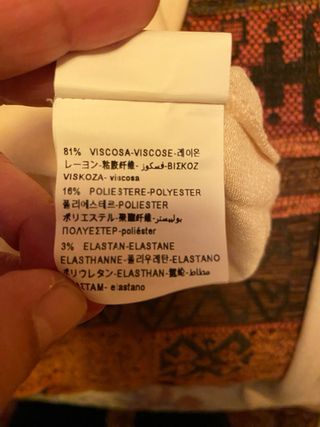 81% VISCOSA-VISCOSE-레이온
レーヨン-粘胶纤维-فسكوز-ΒΙΣΚΟΖ
VISKOZA- viscosa
16% POLIESTERE-POLYESTER
폴리에스테르-Poliéster
ポリエステル-聚酯纤维-بوليستر
ПОЛУЕСТЕР-poliéster
3% ELASTAN-ELASTANE
ELASTHANNE-폴리우레탄-ELASTANO
ポリウレタン-ELASTHAN-氨纶-مطاط
elastano